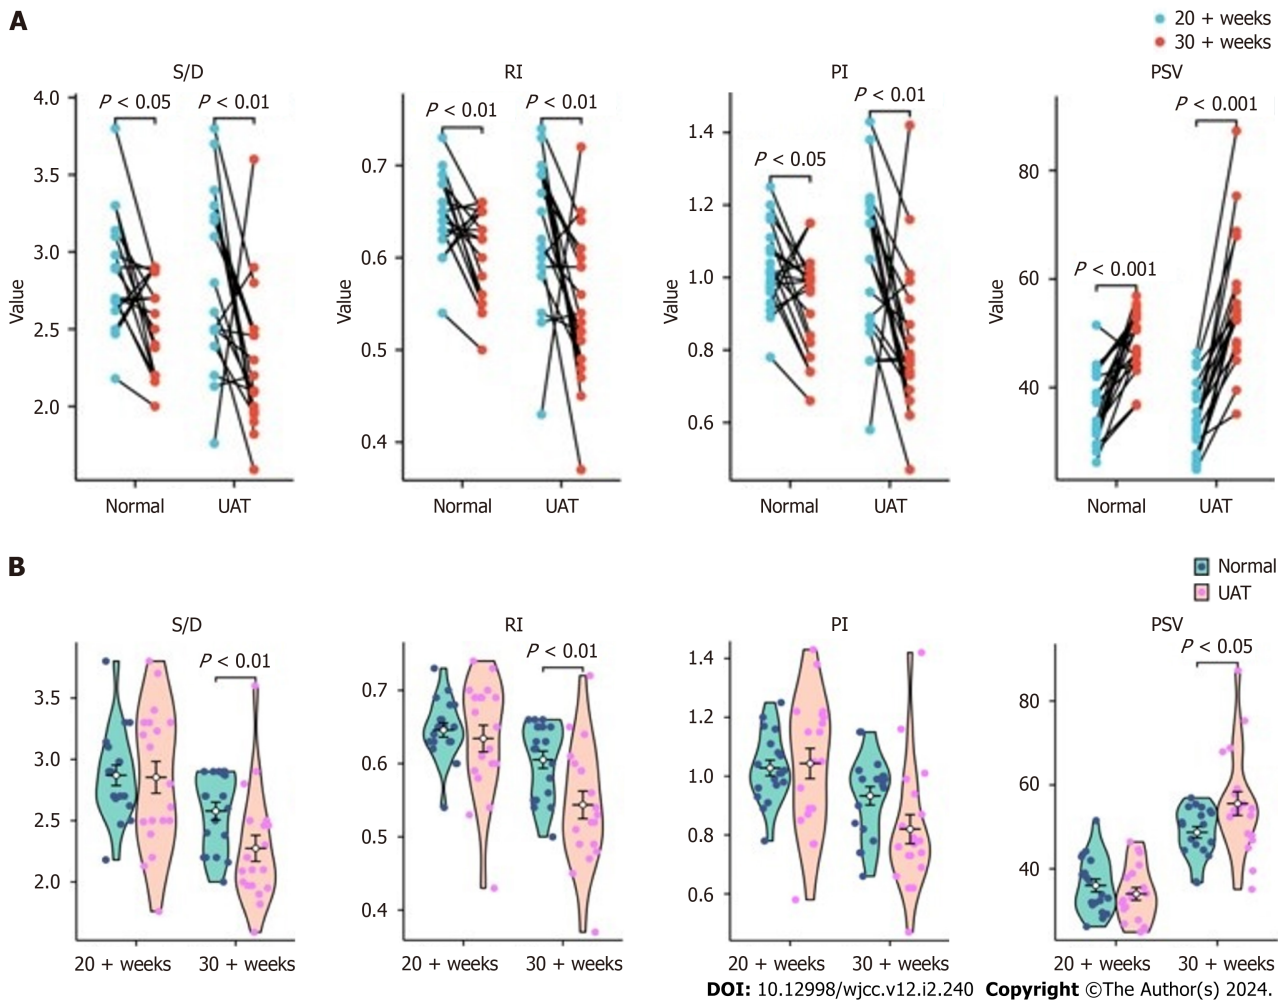 A
20 + weeks
30 + weeks
S/D
RI
PI
PSV
P < 0.05
P < 0.01
P < 0.01
P < 0.01
P < 0.05
P < 0.01
P < 0.001
P < 0.001
Value
4.0
3.5
3.0
2.5
2.0
Normal
UAT
Value
0.7
0.6
0.5
0.4
Normal
UAT
Value
1.4
1.2
1.0
0.8
0.6
Normal
UAT
Value
80
60
40
Normal
UAT
B
Normal
UAT
S/D
RI
PI
PSV
P < 0.01
P < 0.01
P < 0.05
3.5
3.0
2.5
2.0
20 + weeks
30 + weeks
0.7
0.6
0.5
0.4
20 + weeks
30 + weeks
1.4
1.2
1.0
0.8
0.6
20 + weeks
30 + weeks
80
60
40
20 + weeks
30 + weeks
DOI: 10.12998/wjcc.v12.i2.240 Copyright ©The Author(s) 2024.